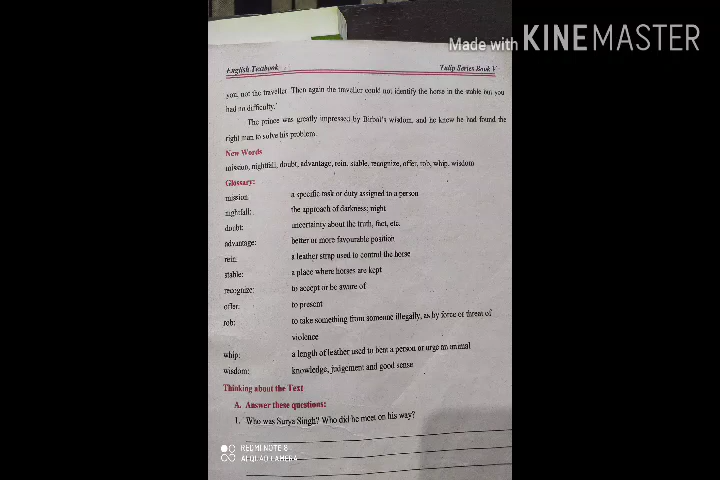 Made with KINEMASTER
English Textbook
Tulip Series Book V
you, not the traveller. Then again the traveller could not identify the horse in the stable but you
had no difficulty.'
The prince was greatly impressed by Birbal's wisdom, and he knew he had found the
right man to solve his problem.
New Words
mission, nightfall, doubt, advantage, rein, stable, recognize, offer, rob, whip, wisdom
Glossary:
mission a specific task or duty assigned to a person
nightfall: the approach of darkness; night
doubt: uncertainty about the truth, fact, etc.
advantage: better or more favourable position
rein a leather strap used to control the horse
stable: a place where horses are kept
recognize: to accept or be aware of
offer: to present
rob: to take something from someone illegally, as by force or threat of
violence
whip: a length of leather used to beat a person or urge an animal
wisdom: knowledge, judgement and good sense
Thinking about the Text
A. Answer these questions:
1. Who was Surya Singh? Who did he meet on his way?
REDMI NOTE 8
AI QUAD CAMERA